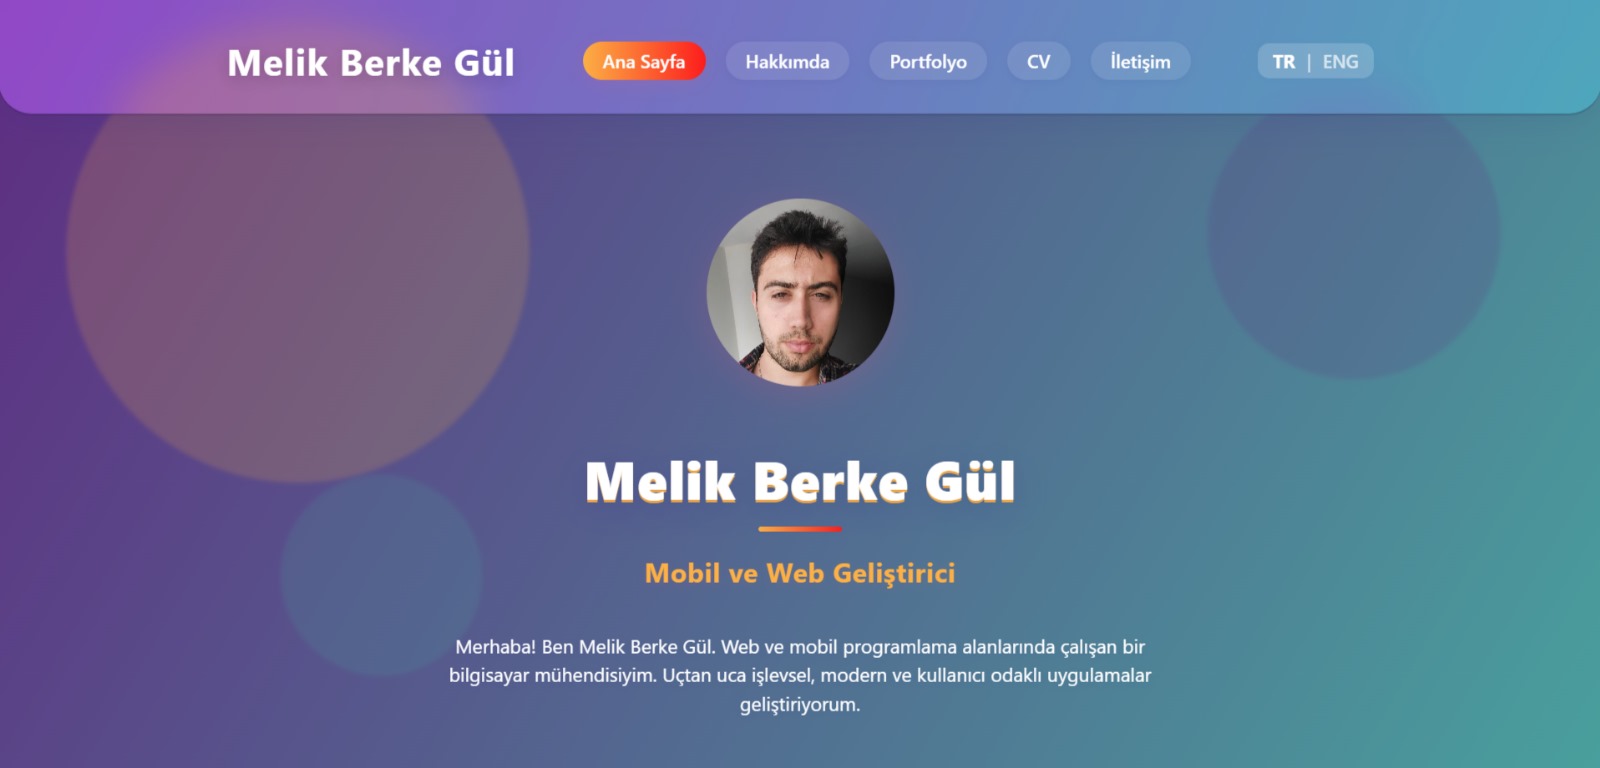 Melik Berke Gül
Ana Sayfa
Hakkımda
Portfolyo
CV
İletişim
TR | ENG
Melik Berke Gül
Mobil ve Web Geliştirici
Merhaba! Ben Melik Berke Gül. Web ve mobil programlama alanlarında çalışan bir
bilgisayar mühendisiyim. Uçtan uca işlevsel, modern ve kullanıcı odaklı uygulamalar
geliştiriyorum.